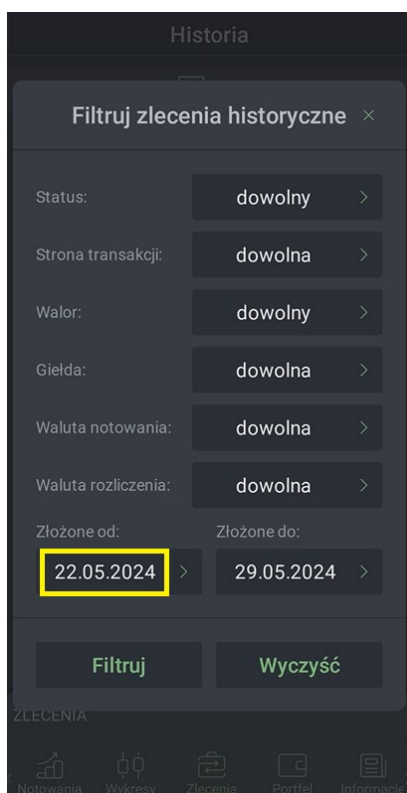 Historia
Filtruj zlecenia historyczne ×
Status: dowolny >
Strona transakcji: dowolna >
Walor: dowolny >
Giełda: dowolna >
Waluta notowania: dowolna >
Waluta rozliczenia: dowolna >
Złożone od: Złożone do:
22.05.2024 > 29.05.2024 >
Filtruj Wyczyść
ZLECENIA
Notowania Wykresy Zlecenia Portfel Informacje